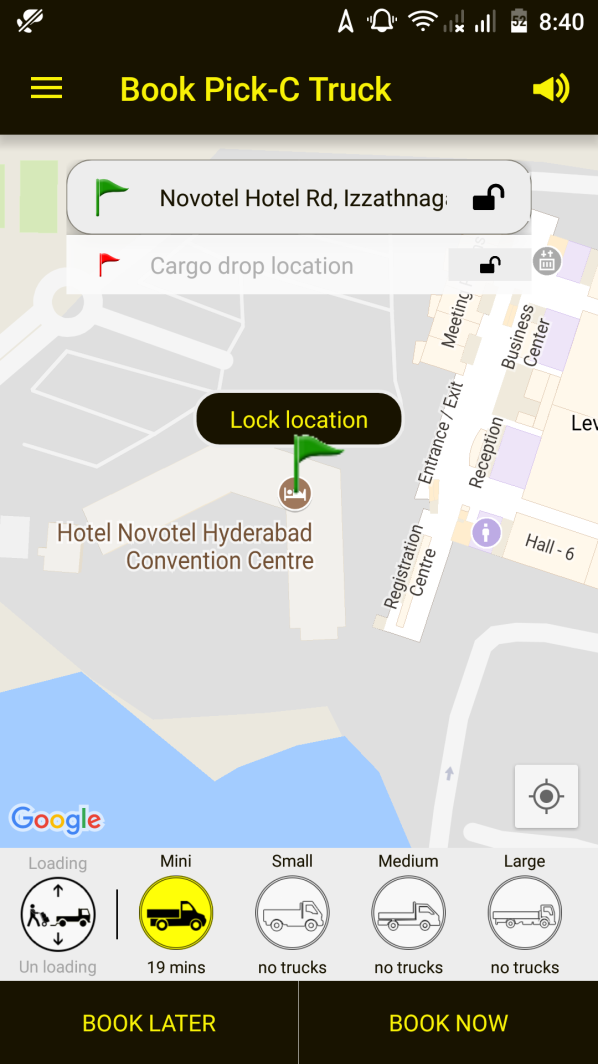 52 8:40
Book Pick-C Truck
Novotel Hotel Rd, Izzathnaga
Cargo drop location
Meeting
Business
Center
Lock location
Entrance / Exit
Reception
Lev
Hotel Novotel Hyderabad
Convention Centre
Registration
Centre
Hall - 6
Google
Loading
Un loading
Mini
19 mins
Small
no trucks
Medium
no trucks
Large
no trucks
BOOK LATER
BOOK NOW